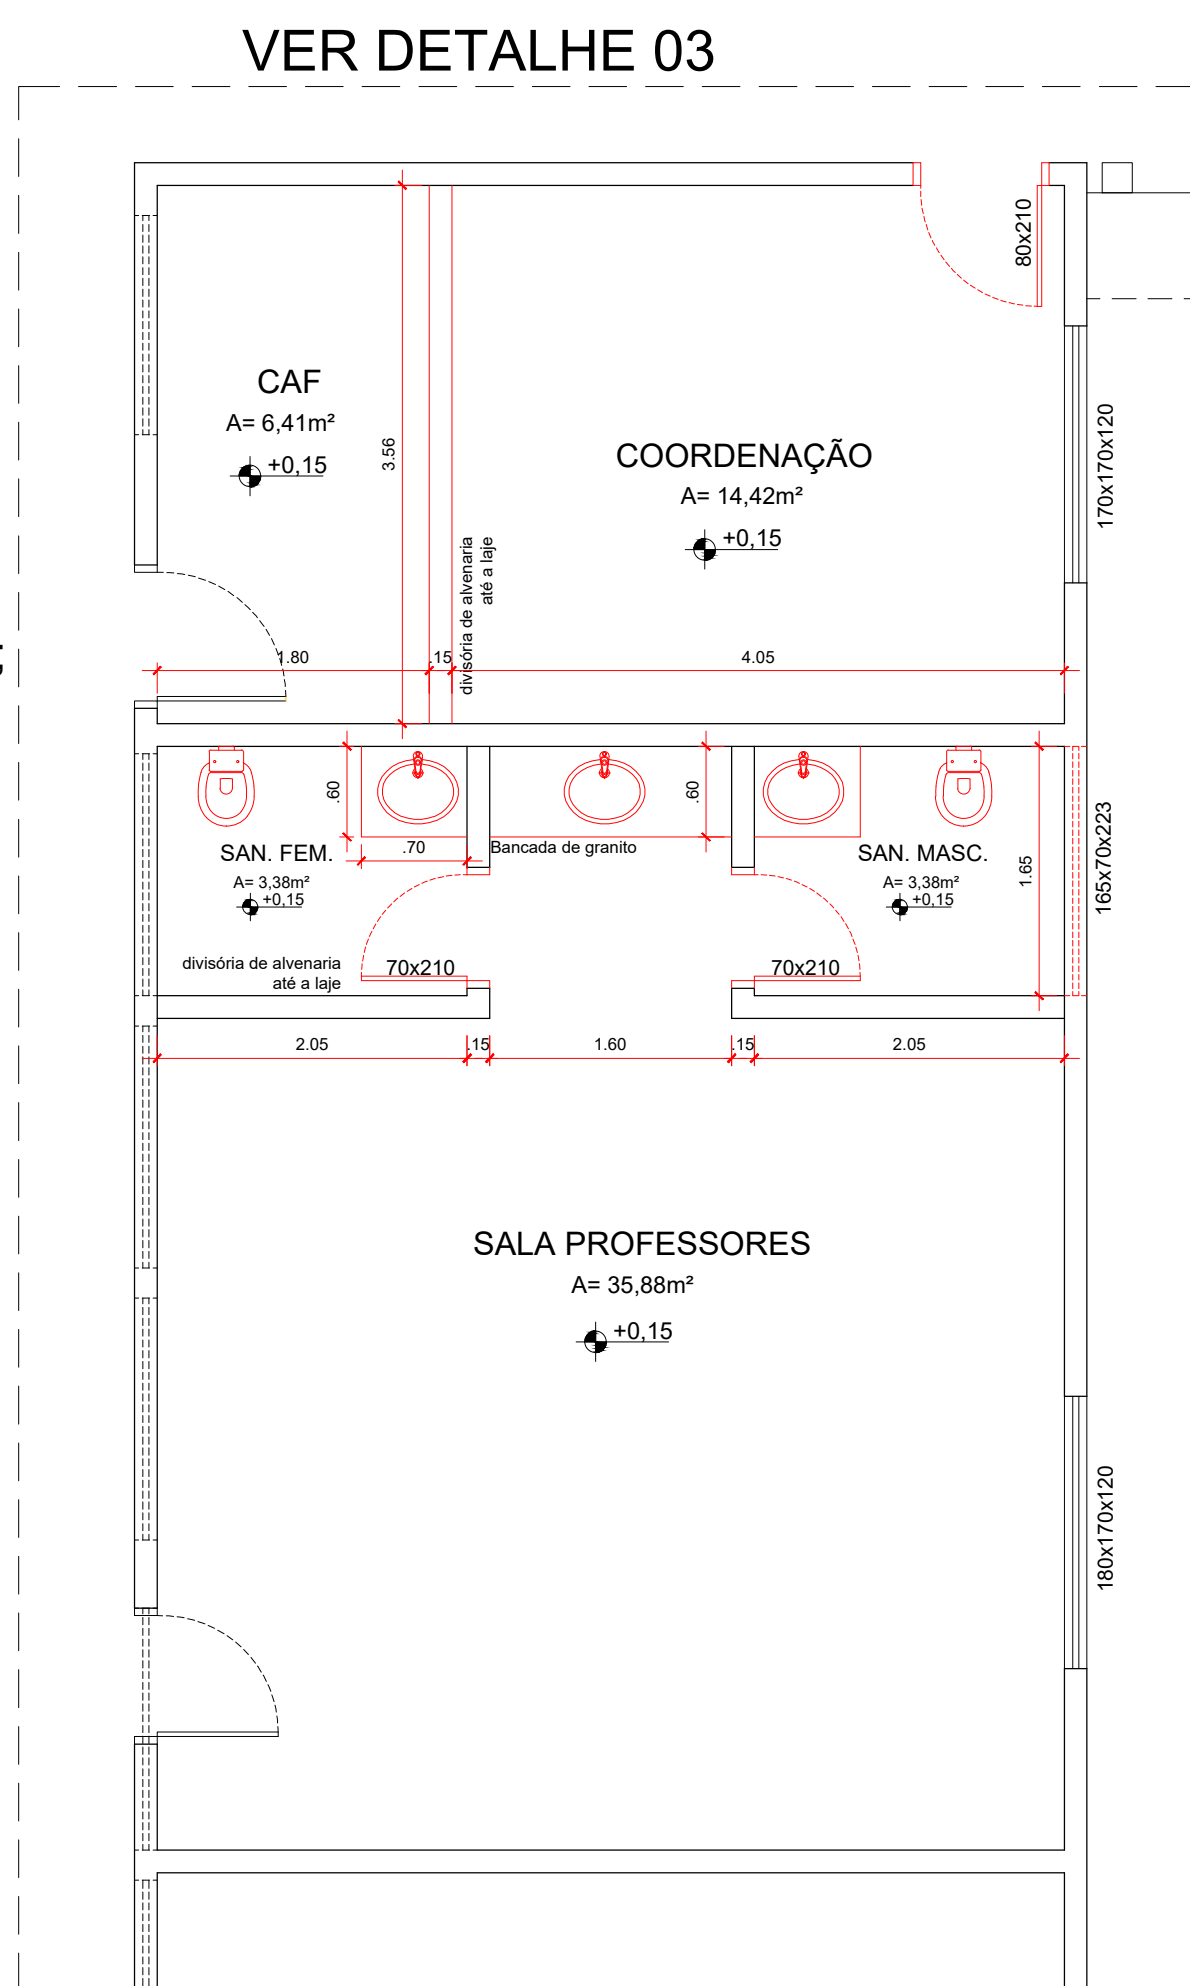 VER DETALHE 03
80x210
CAF
A= 6,41m²
+0,15
3.56
COORDENAÇÃO
A= 14,42m²
+0,15
170x170x120
divisória de alvenaria
até a laje
1.80
.15
4.05
.60
.60
.70
Bancada de granito
SAN. FEM.
A= 3,38m²
+0,15
SAN. MASC.
A= 3,38m²
+0,15
1.65
165x70x223
divisória de alvenaria
até a laje
70x210
70x210
2.05
.15
1.60
.15
2.05
SALA PROFESSORES
A= 35,88m²
+0,15
180x170x120